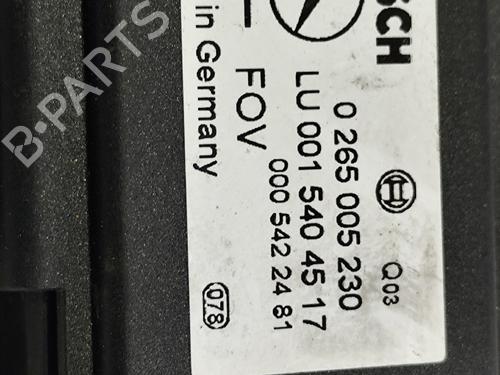 SCH
0 265 005 230
Q03
LU 001 540 45 17
000 542 24 81
FOV
in Germany
078
B-PARTS